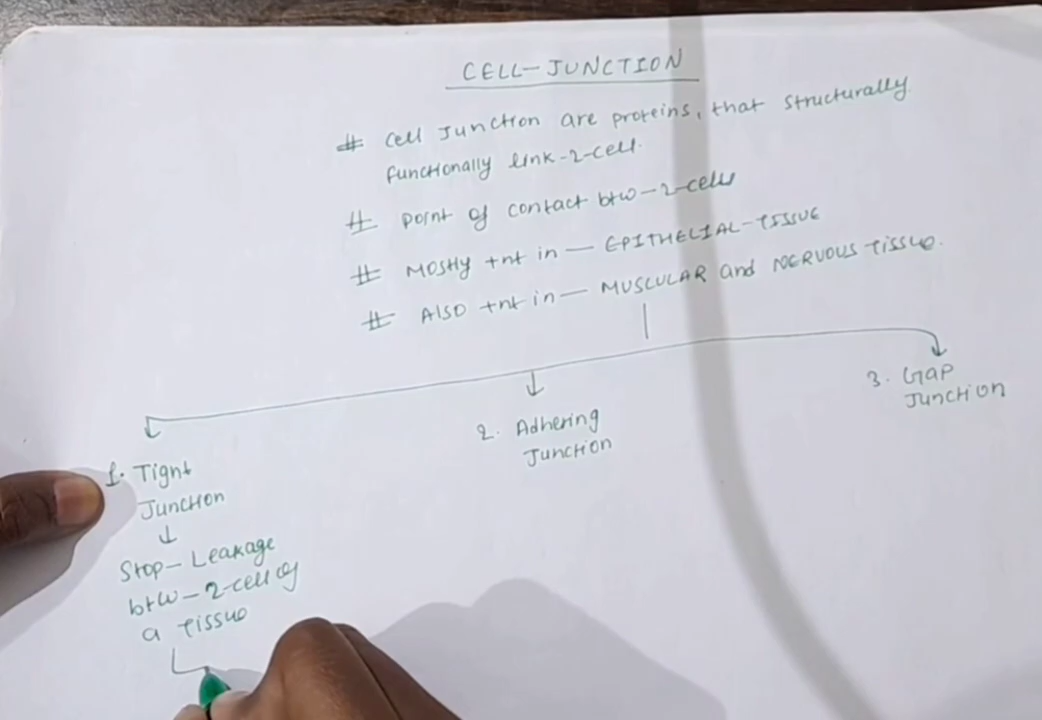 CELL-JUNCTION
# Cell Junction are proteins, that structurally
functionally link-2-cell.
# Point of contact btw-2-cells
# Mostly +nt in - EPITHELIAL-TISSUE
# Also +nt in - MUSCULAR and NERVOUS Tissue.
1. Tight
Junction
↓
Stop-Leakage
btw-2-cell of
a Tissue
2. Adhering
Junction
3. Gap
Junction